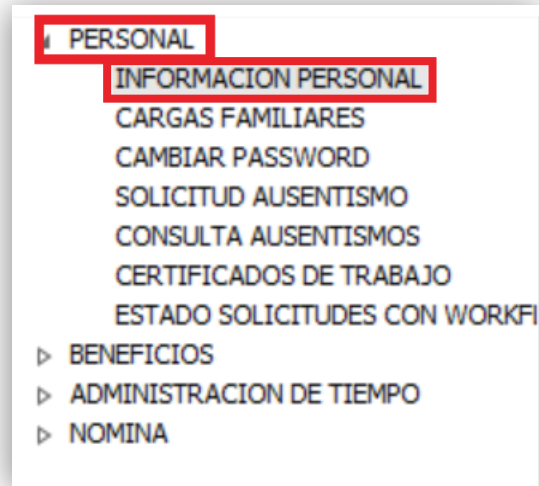 PERSONAL
INFORMACION PERSONAL
CARGAS FAMILIARES
CAMBIAR PASSWORD
SOLICITUD AUSENTISMO
CONSULTA AUSENTISMOS
CERTIFICADOS DE TRABAJO
ESTADO SOLICITUDES CON WORKFI
BENEFICIOS
ADMINISTRACION DE TIEMPO
NOMINA